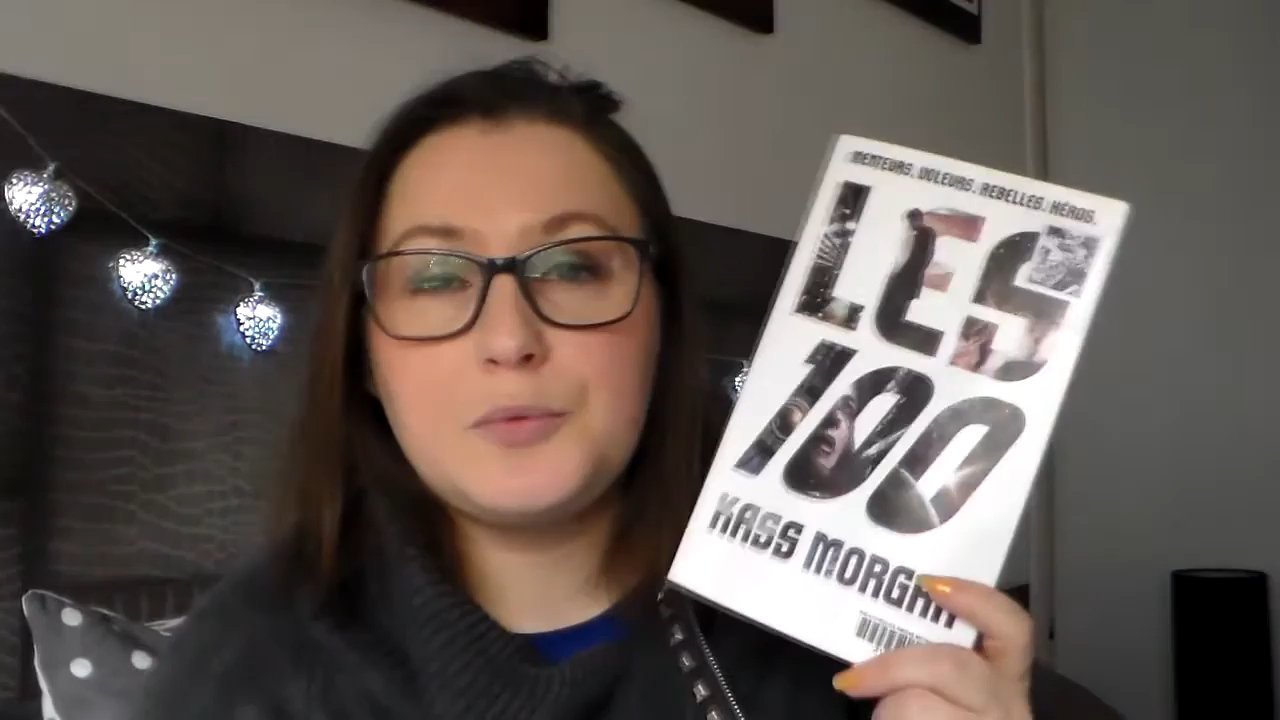 MENTEURS. VOLEURS. REBELLES. HÉROS.
LES
100
KASS MORGAN